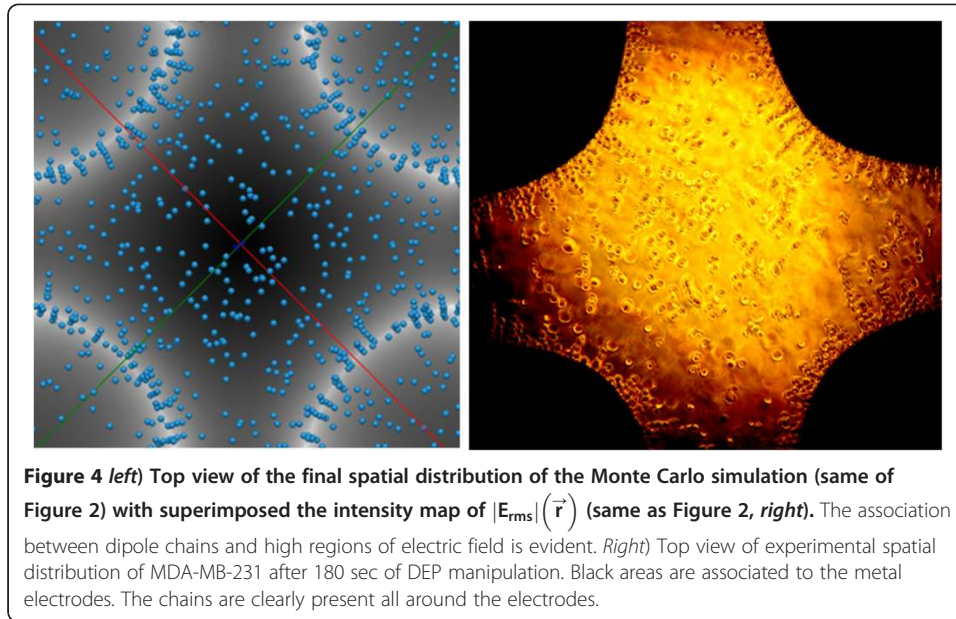 Figure 4 left) Top view of the final spatial distribution of the Monte Carlo simulation (same of
Figure 2) with superimposed the intensity map of |E_rms|(r⃗) (same as Figure 2, right). The association
between dipole chains and high regions of electric field is evident. Right) Top view of experimental spatial
distribution of MDA-MB-231 after 180 sec of DEP manipulation. Black areas are associated to the metal
electrodes. The chains are clearly present all around the electrodes.